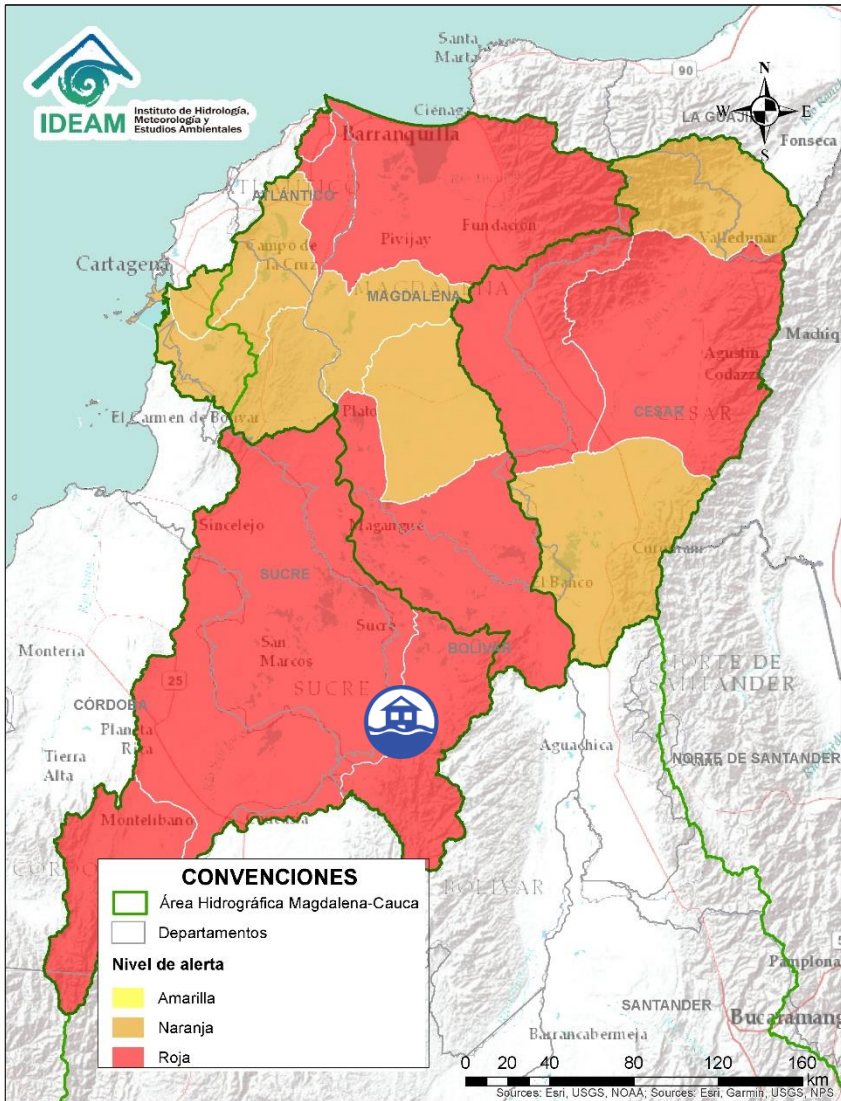 IDEAM
Instituto de Hidrología,
Meteorología y
Estudios Ambientales
Santa
Marta
90
N
W
E
S
LA GUAJI
Fonseca
Ciénaga
Barranquilla
ATLÁNTICO
Campo de
la Cruz
Pivijay
Fundación
Valledupar
Cartagena
MAGDALENA
Machiq
Agustín
Codazzi
El Carmen de Bolívar
Plato
CESAR
CESAR
Sincelejo
Magangué
SUCRE
El Banco
Montería
San
Marcos
Sucre
BOLÍVAR
SUCRE
25
NORTE DE
SANTANDER
CÓRDOBA
Planeta
Rica
Tierra
Alta
Aguachica
NORTE DE SANTANDER
Montelíbano
BOLÍVAR
CONVENCIONES
Área Hidrográfica Magdalena-Cauca
Departamentos
Nivel de alerta
Amarilla
Naranja
Roja
Pamplona
SANTANDER
Bucaramang
Barrancabermeja
0 20 40 80 120 160
km
Sources: Esri, USGS, NOAA; Sources: Esri, Garmin, USGS, NPS